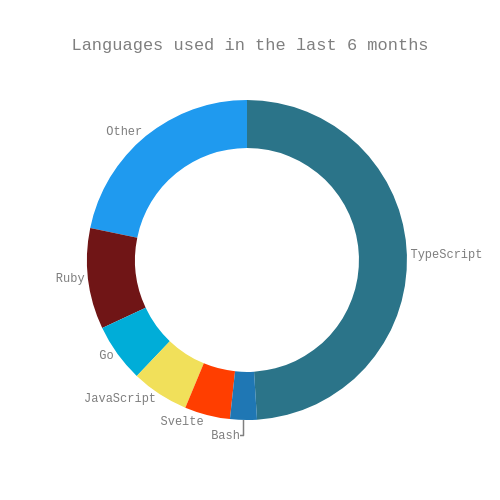 Languages used in the last 6 months
Other
TypeScript
Ruby
Go
JavaScript
Svelte
Bash